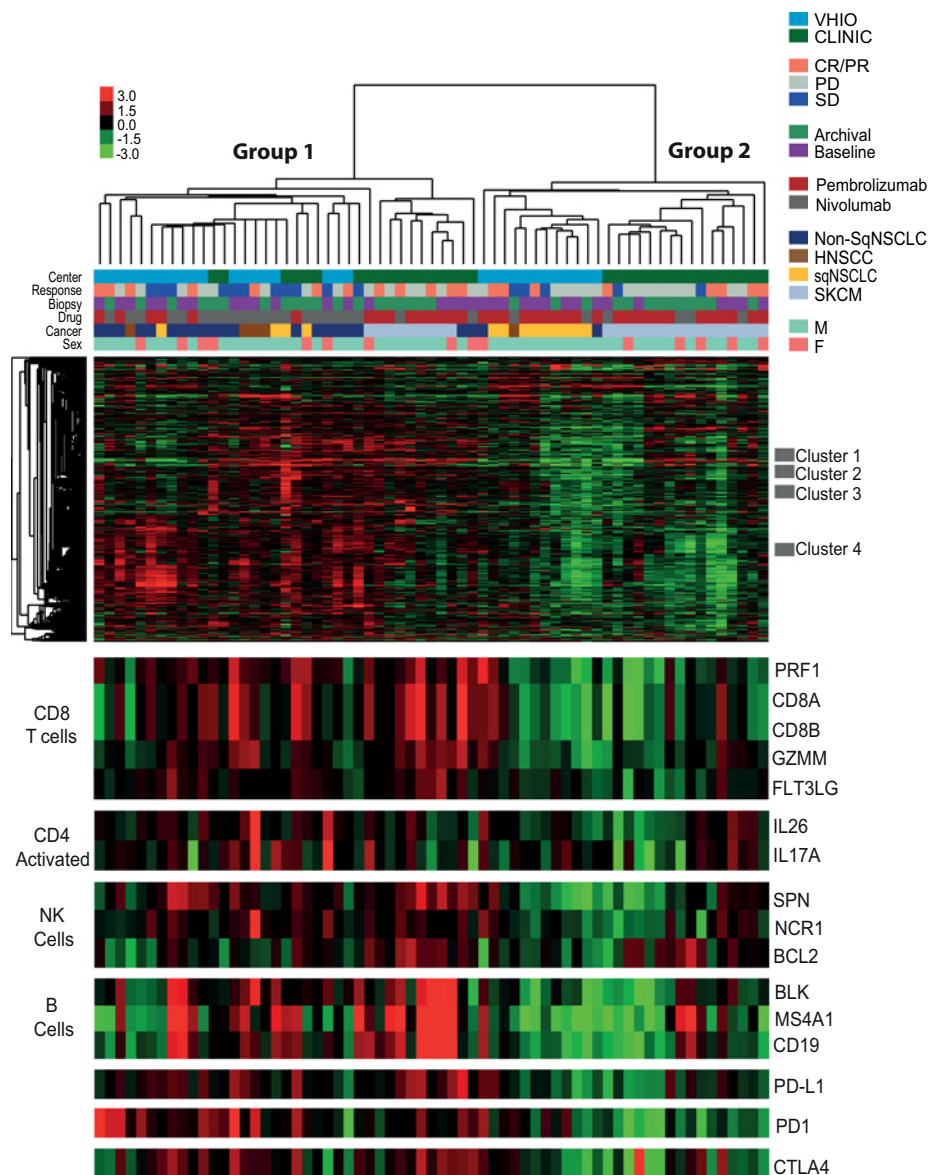 VHIO
CLINIC
CR/PR
PD
SD
Archival
Baseline
Pembrolizumab
Nivolumab
Non-SqNSCLC
HNSCC
sqNSCLC
SKCM
M
F
3.0
1.5
0.0
-1.5
-3.0
Group 1
Group 2
Center
Response
Biopsy
Drug
Cancer
Sex
Cluster 1
Cluster 2
Cluster 3
Cluster 4
CD8
T cells
PRF1
CD8A
CD8B
GZMM
FLT3LG
CD4
Activated
IL26
IL17A
NK
Cells
SPN
NCR1
BCL2
B
Cells
BLK
MS4A1
CD19
PD-L1
PD1
CTLA4